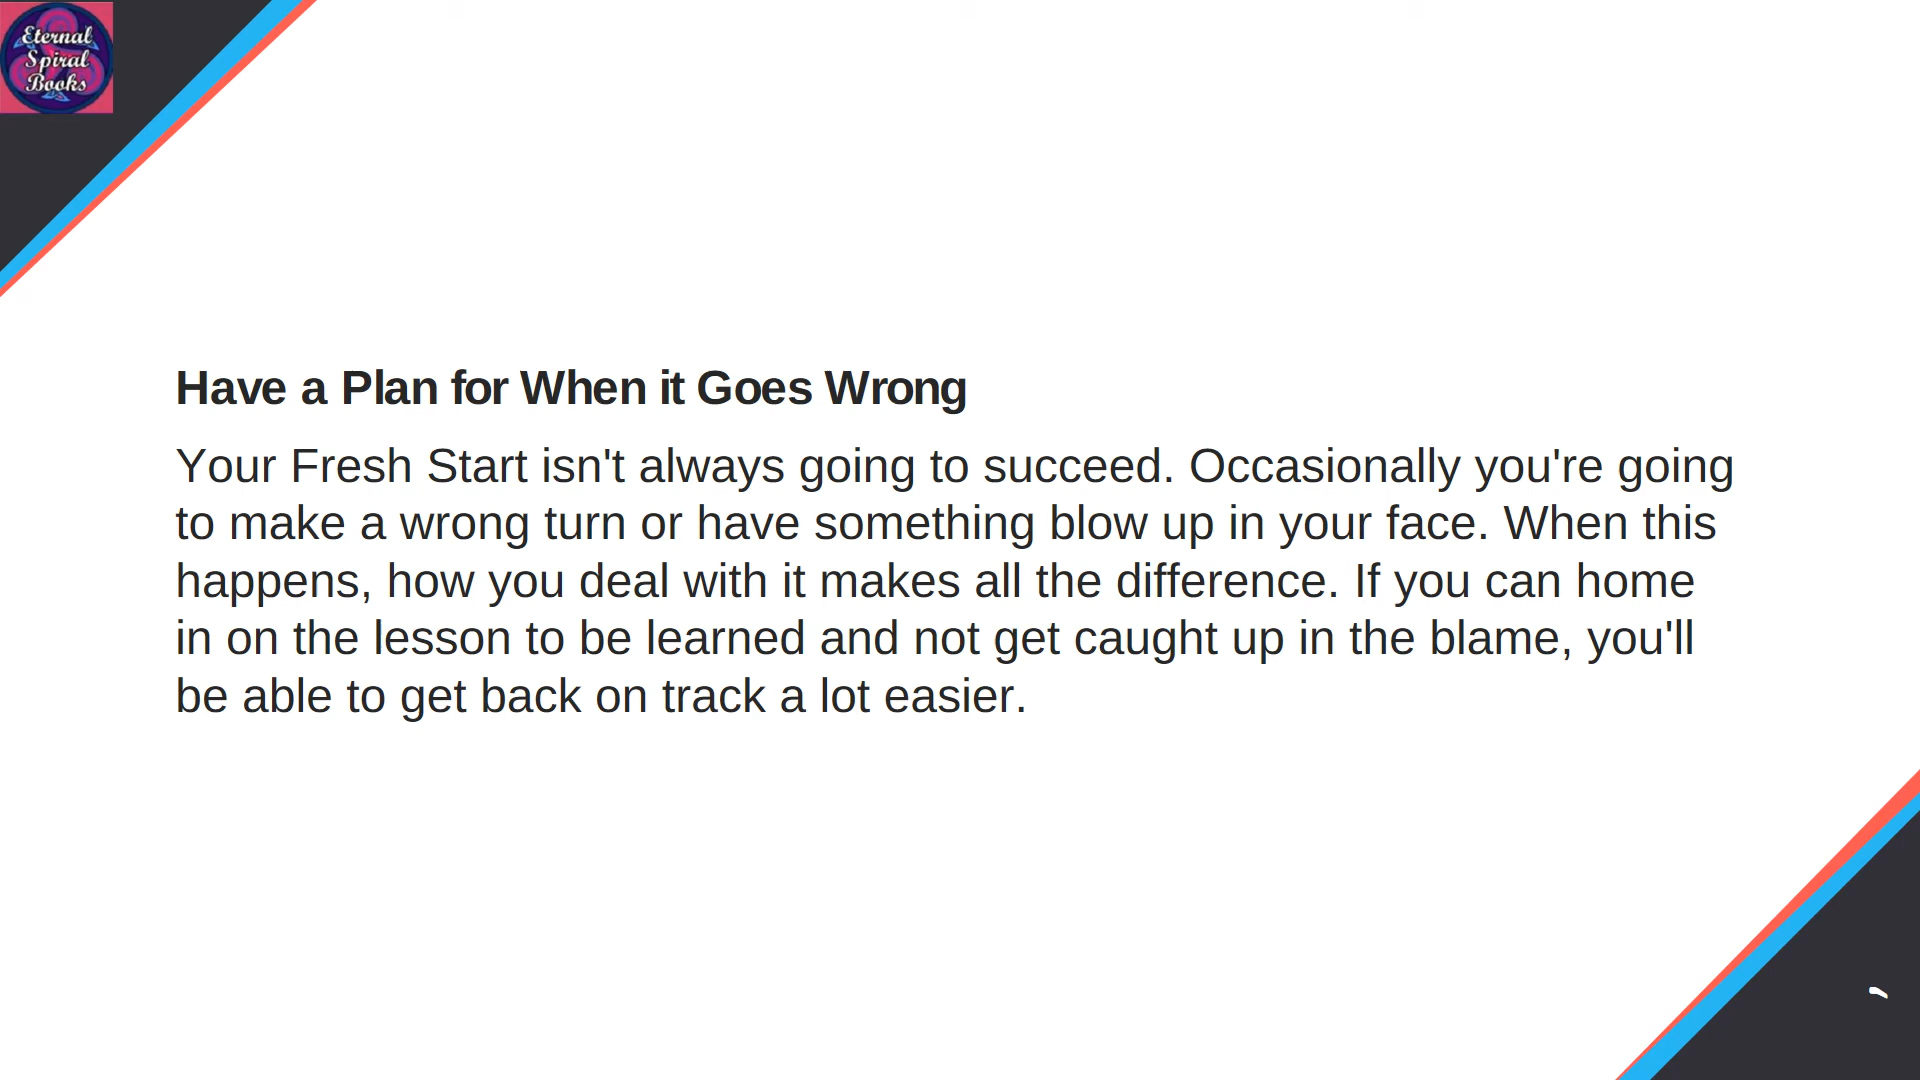 Eternal
Spiral
Books
Have a Plan for When it Goes Wrong
Your Fresh Start isn't always going to succeed. Occasionally you're going
to make a wrong turn or have something blow up in your face. When this
happens, how you deal with it makes all the difference. If you can home
in on the lesson to be learned and not get caught up in the blame, you'll
be able to get back on track a lot easier.